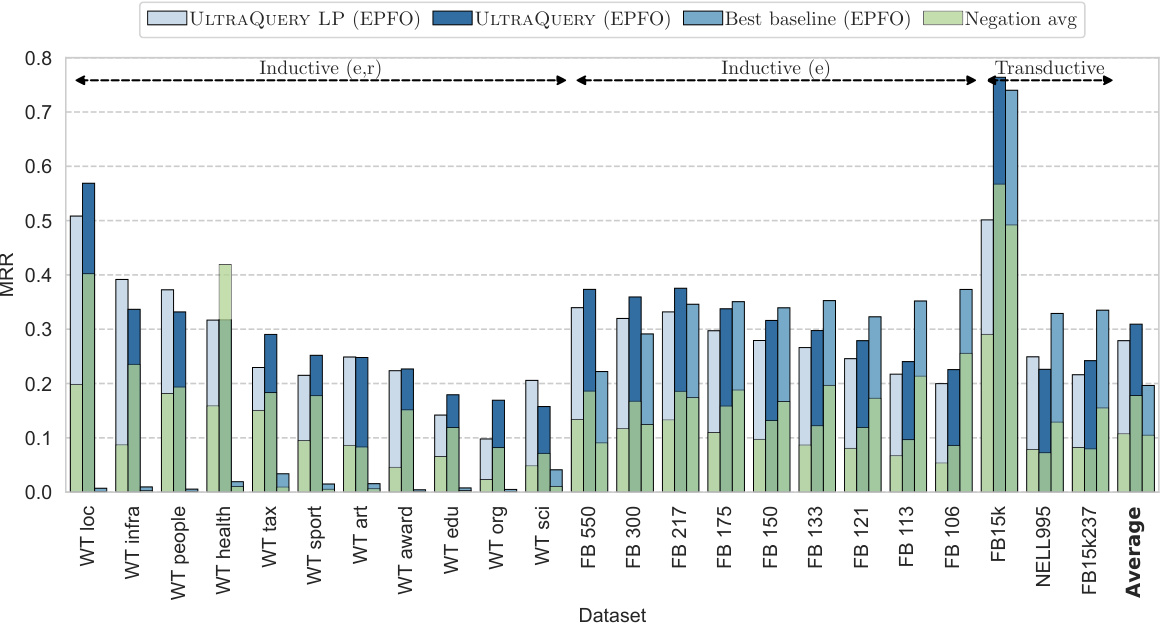 ULTRAQUERY LP (EPFO) ULTRAQUERY (EPFO) Best baseline (EPFO) Negation avg
Inductive (e,r) Inductive (e) Transductive
0.8
0.7
0.6
0.5
0.4
0.3
0.2
0.1
0.0
MRR
WT loc
WT infra
WT people
WT health
WT tax
WT sport
WT art
WT award
WT edu
WT org
WT sci
FB 550
FB 300
FB 217
FB 175
FB 150
FB 133
FB 121
FB 113
FB 106
FB15k
NELL995
FB15k237
Average
Dataset